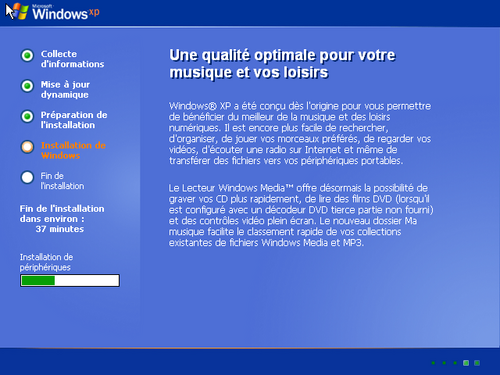 Microsoft
Windows xp
Collecte
d'informations
Mise à jour
dynamique
Préparation de
l'installation
Installation de
Windows
Fin de
l'installation
Fin de l'installation
dans environ :
37 minutes
Installation de
périphériques
Une qualité optimale pour votre
musique et vos loisirs
Windows® XP a été conçu dès l'origine pour vous permettre
de bénéficier du meilleur de la musique et des loisirs
numériques. Il est encore plus facile de rechercher,
d'organiser, de jouer vos morceaux préférés, de regarder vos
vidéos, d'écouter une radio sur Internet et même de
transférer des fichiers vers vos périphériques portables.
Le Lecteur Windows Media™ offre désormais la possibilité de
graver vos CD plus rapidement, de lire des films DVD (lorsqu'il
est configuré avec un décodeur DVD tierce partie non fourni)
et des contrôles vidéo plein écran. Le nouveau dossier Ma
musique facilite le classement rapide de vos collections
existantes de fichiers Windows Media et MP3.